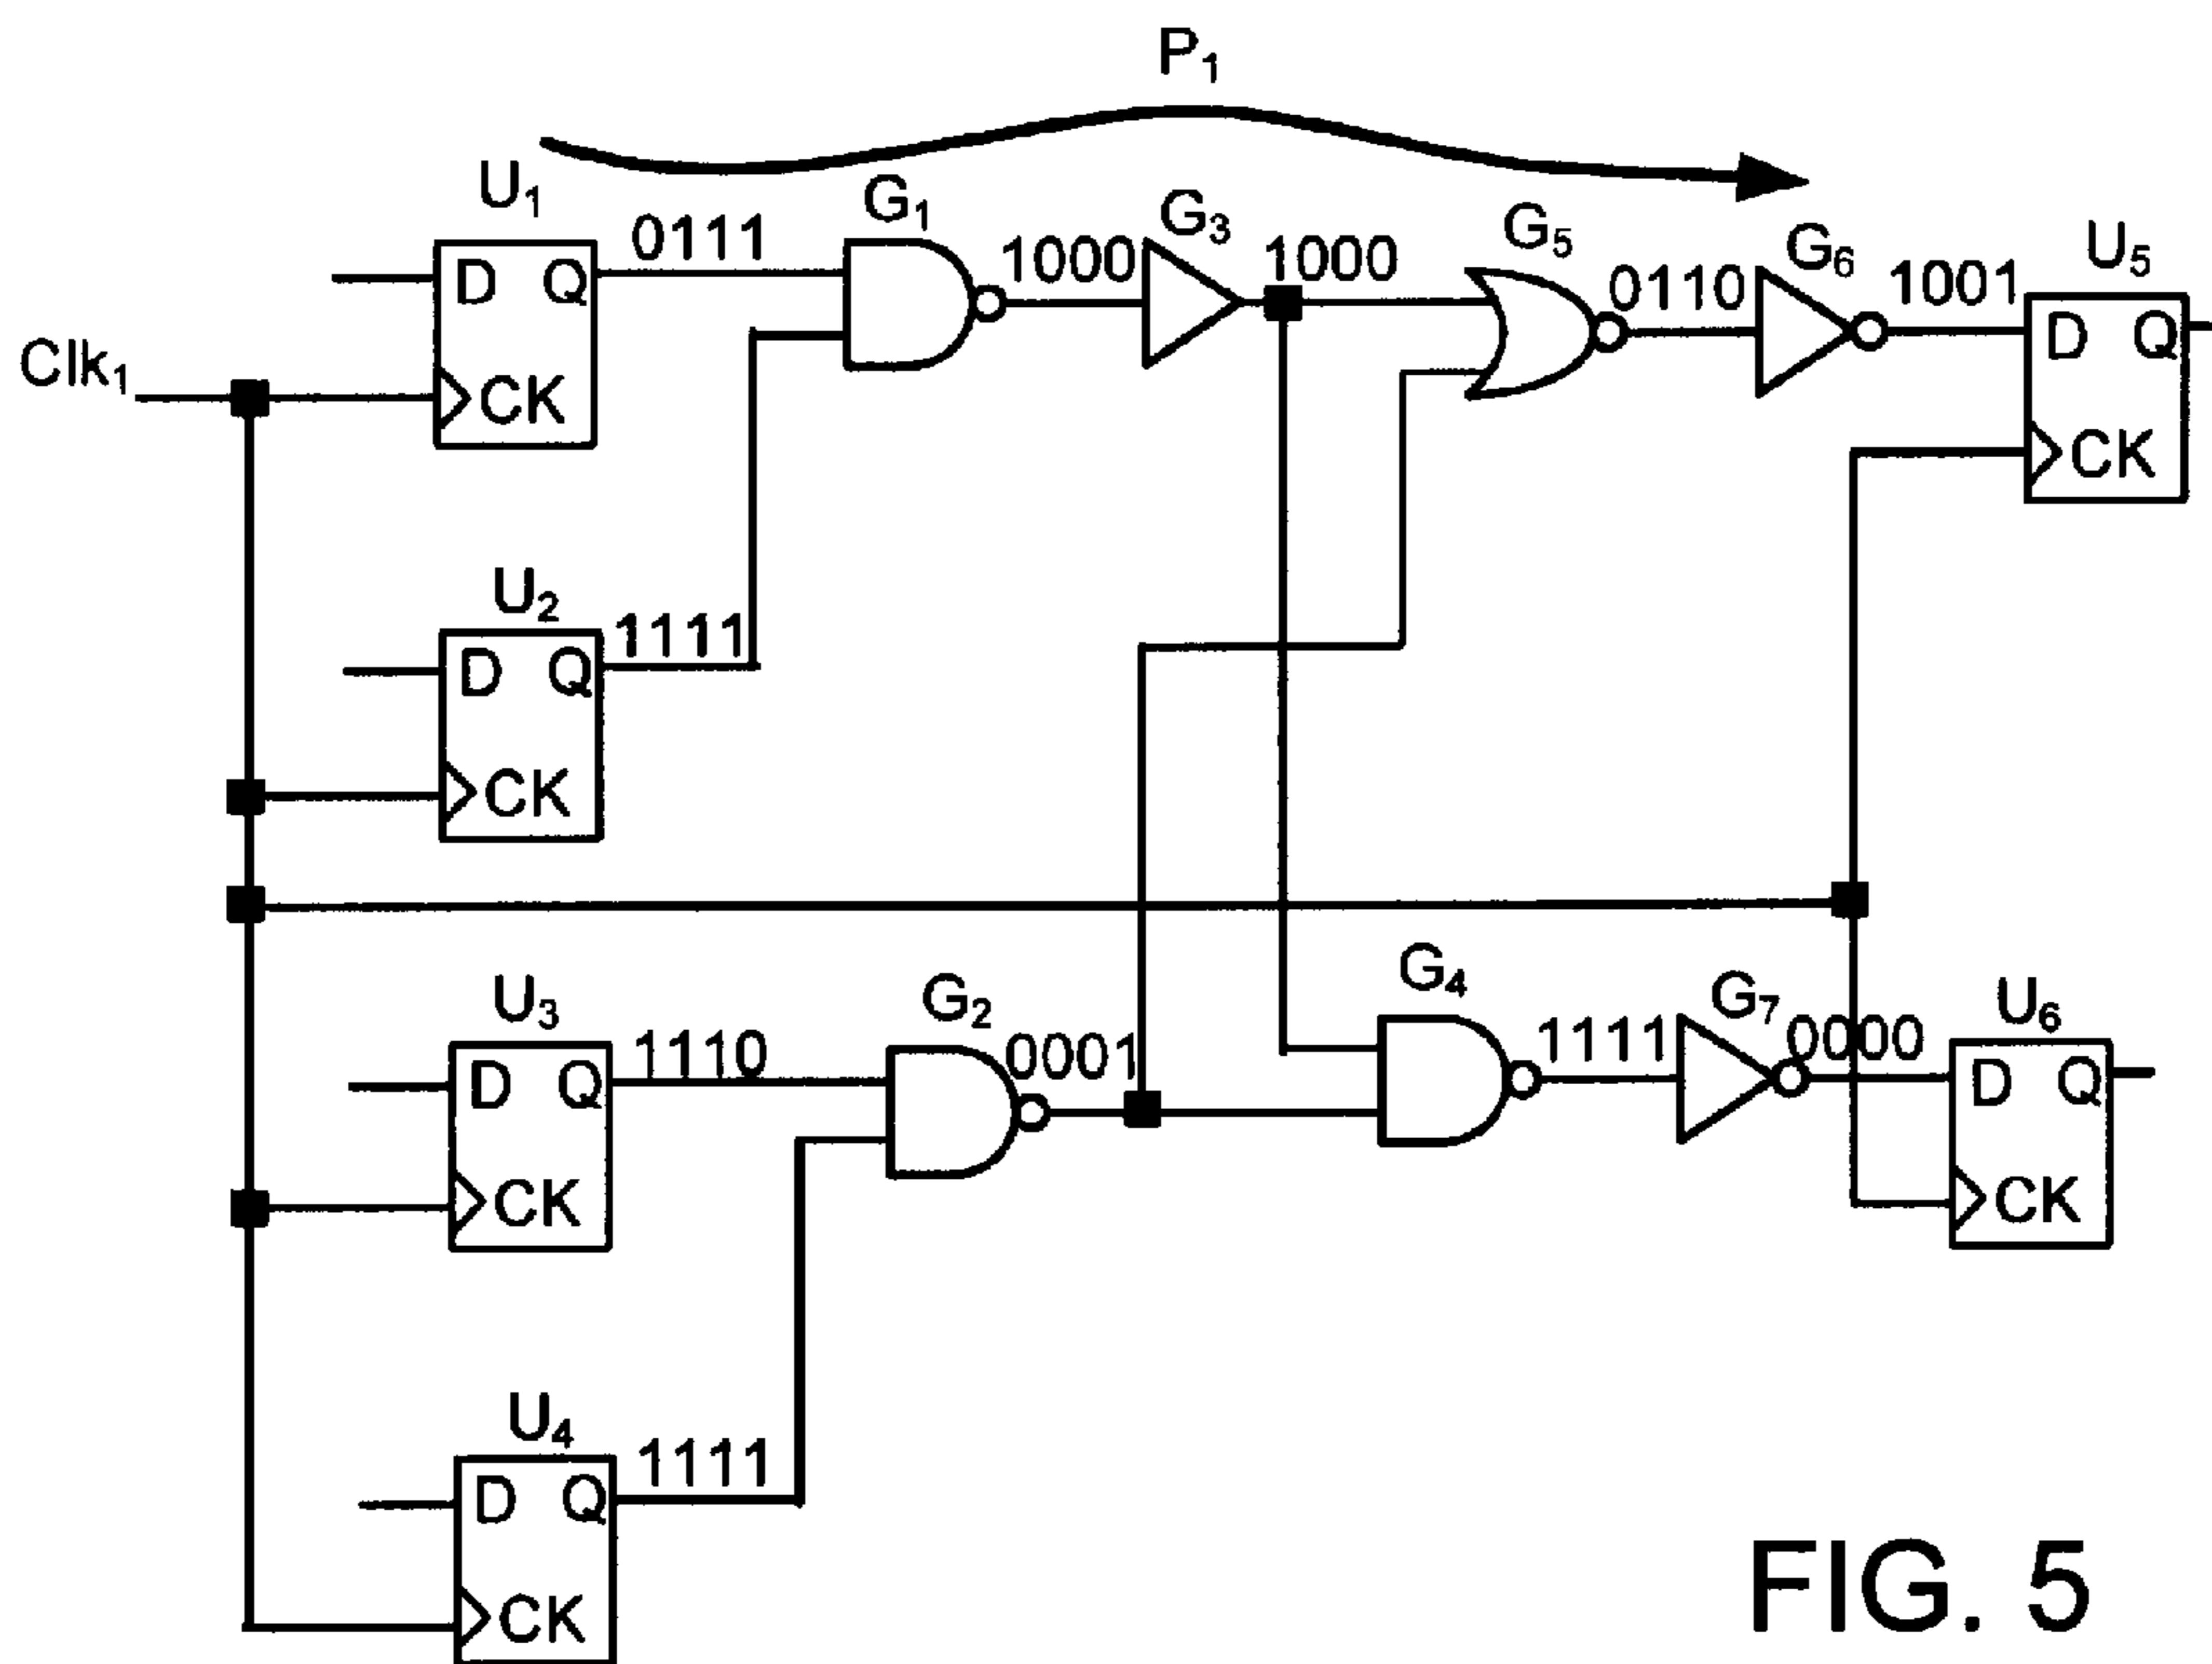 P₁
U₁
0111
G₁
1000
G₃
1000
G₅
0110
G₆
1001
U₅
D Q
CK
D Q
CK
Clk₁
U₂
1111
D Q
CK
U₃
1110
G₂
0001
G₄
1111
G₇
0000
U₆
D Q
CK
D Q
CK
U₄
1111
D Q
CK
FIG. 5